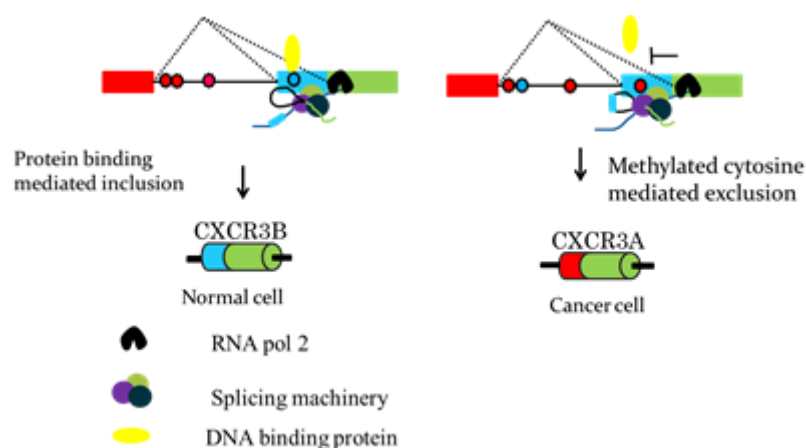 Protein binding
mediated inclusion
Methylated cytosine
mediated exclusion
CXCR3B
Normal cell
CXCR3A
Cancer cell
RNA pol 2
Splicing machinery
DNA binding protein